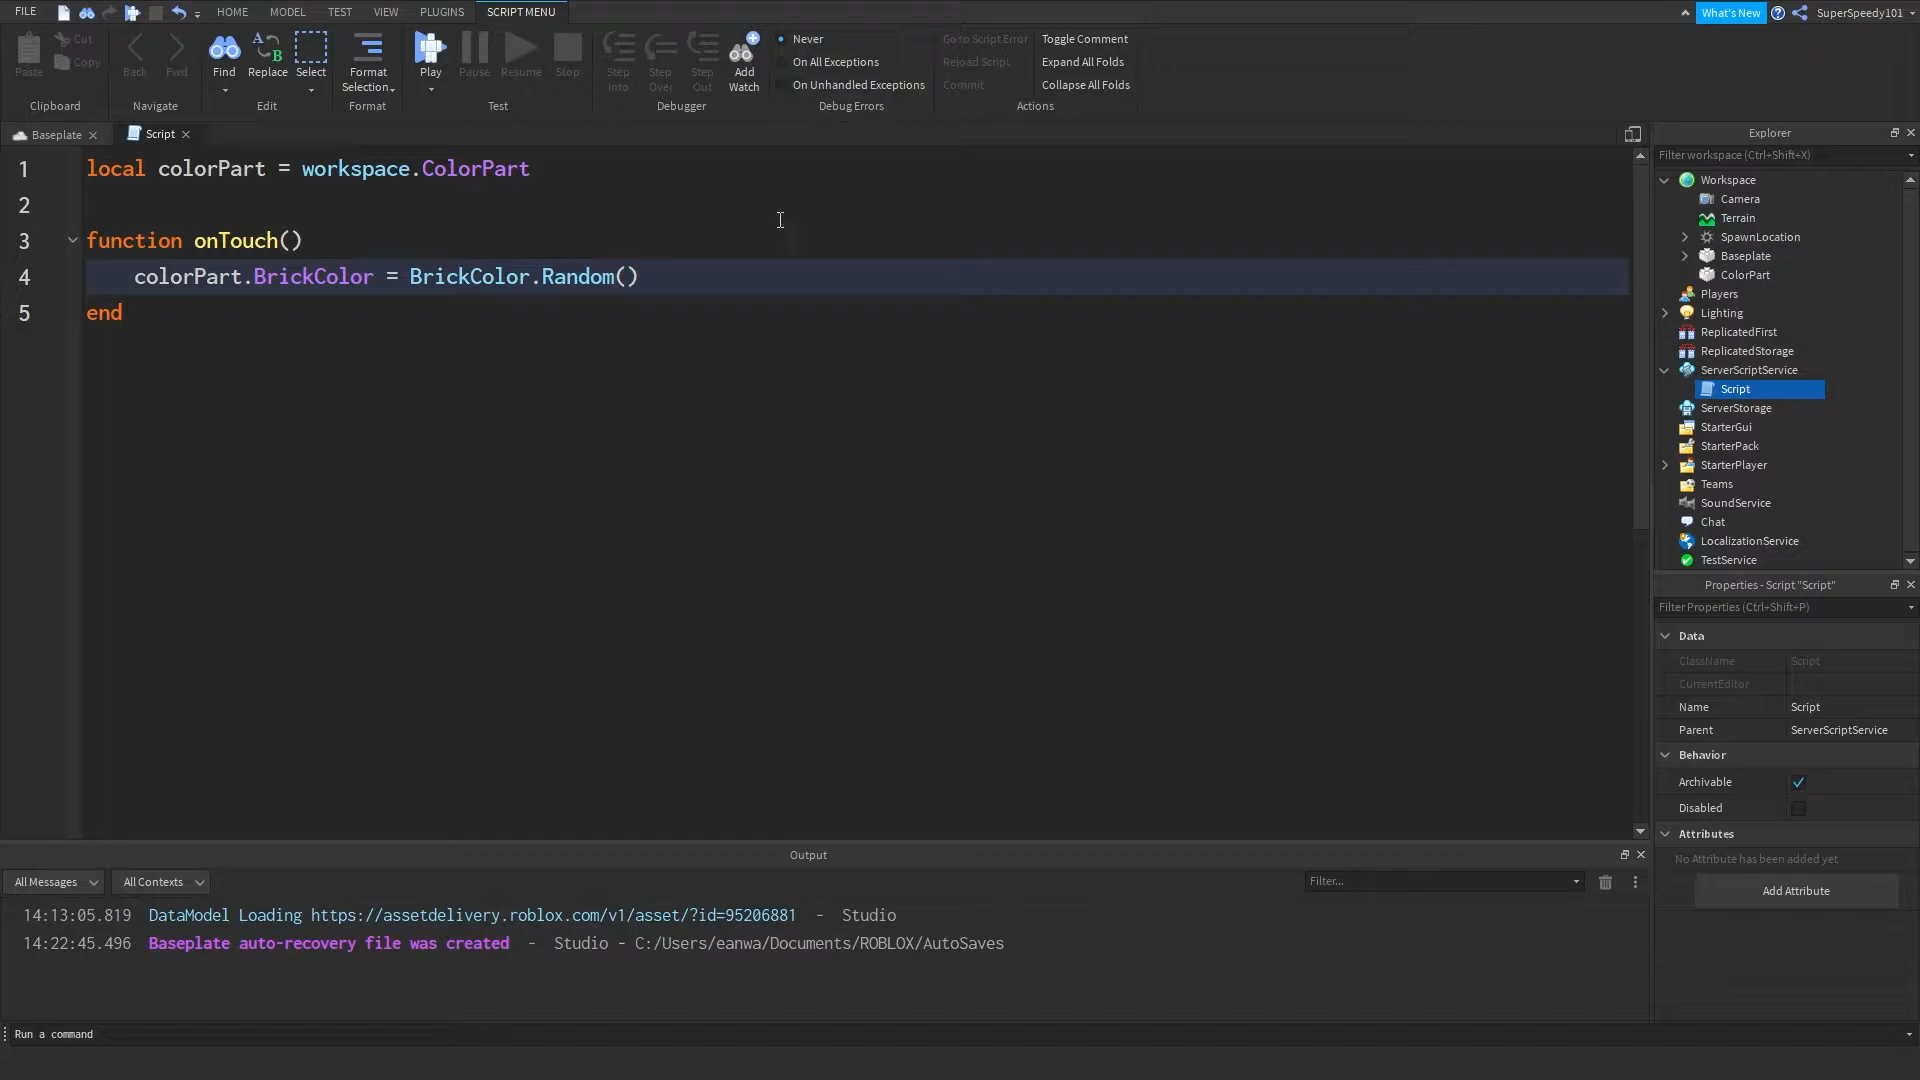 FILE HOME MODEL TEST VIEW PLUGINS SCRIPT MENU What's New SuperSpeedy101
Paste Cut Copy
Clipboard
Back Fwd
Navigate
Find Replace Select
Edit
Format Selection
Format
Play Pause Resume Stop
Test
Step Into Step Over Step Out Add Watch
Debugger
Never
On All Exceptions
On Unhandled Exceptions
Debug Errors
Go to Script Error
Reload Script
Commit
Toggle Comment
Expand All Folds
Collapse All Folds
Actions
Baseplate Script
1 local colorPart = workspace.ColorPart
2
3 function onTouch()
4 colorPart.BrickColor = BrickColor.Random()
5 end
Explorer
Filter workspace (Ctrl+Shift+X)
Workspace
Camera
Terrain
SpawnLocation
Baseplate
ColorPart
Players
Lighting
ReplicatedFirst
ReplicatedStorage
ServerScriptService
Script
ServerStorage
StarterGui
StarterPack
StarterPlayer
Teams
SoundService
Chat
LocalizationService
TestService
Properties - Script "Script"
Filter Properties (Ctrl+Shift+P)
Data
ClassName Script
CurrentEditor
Name Script
Parent ServerScriptService
Behavior
Archivable
Disabled
Attributes
No Attribute has been added yet
Add Attribute
Output
All Messages All Contexts Filter...
14:13:05.819 DataModel Loading https://assetdelivery.roblox.com/v1/asset/?id=95206881 - Studio
14:22:45.496 Baseplate auto-recovery file was created - Studio - C:/Users/eanwa/Documents/ROBLOX/AutoSaves
Run a command